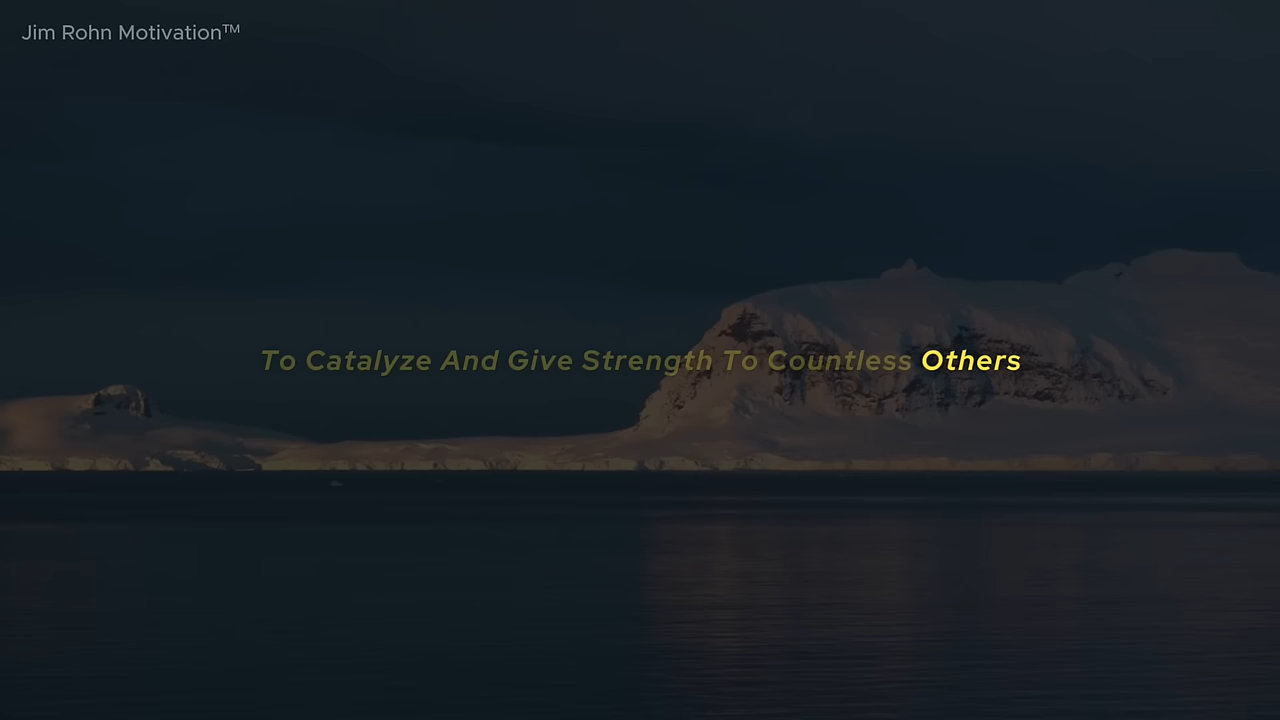 Jim Rohn Motivation™
To Catalyze And Give Strength To Countless Others